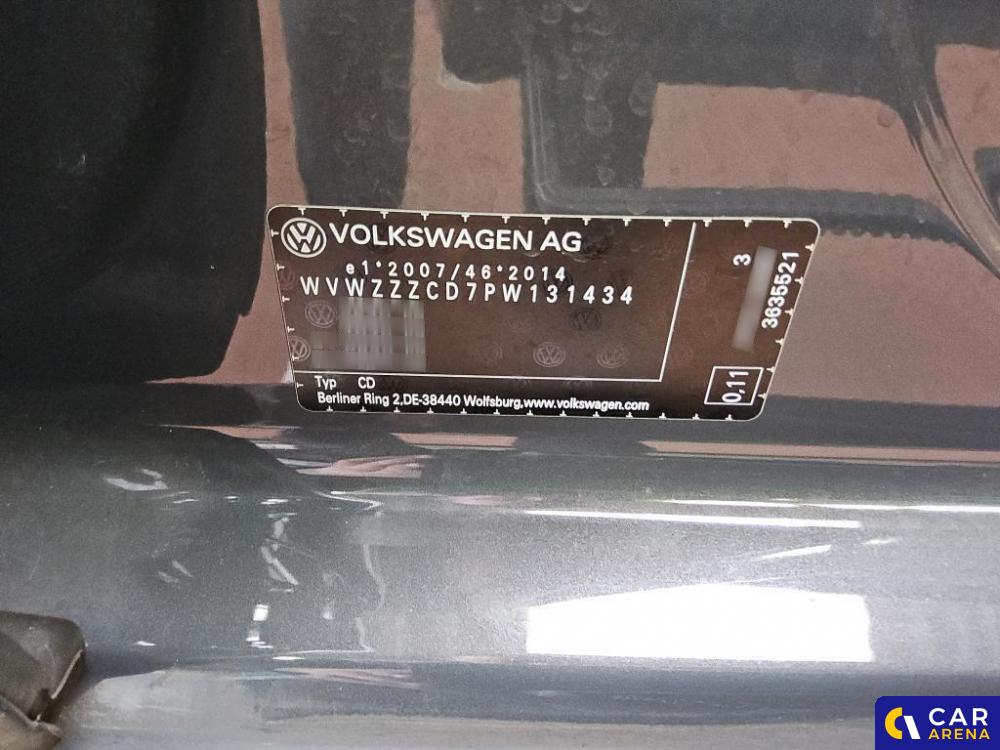 VOLKSWAGEN AG
e1*2007/46*2014
WVWZZZCD7PW131434
Typ CD
Berliner Ring 2,DE-38440 Wolfsburg,www.volkswagen.com
3
3635521
0,11
CAR
ARENA